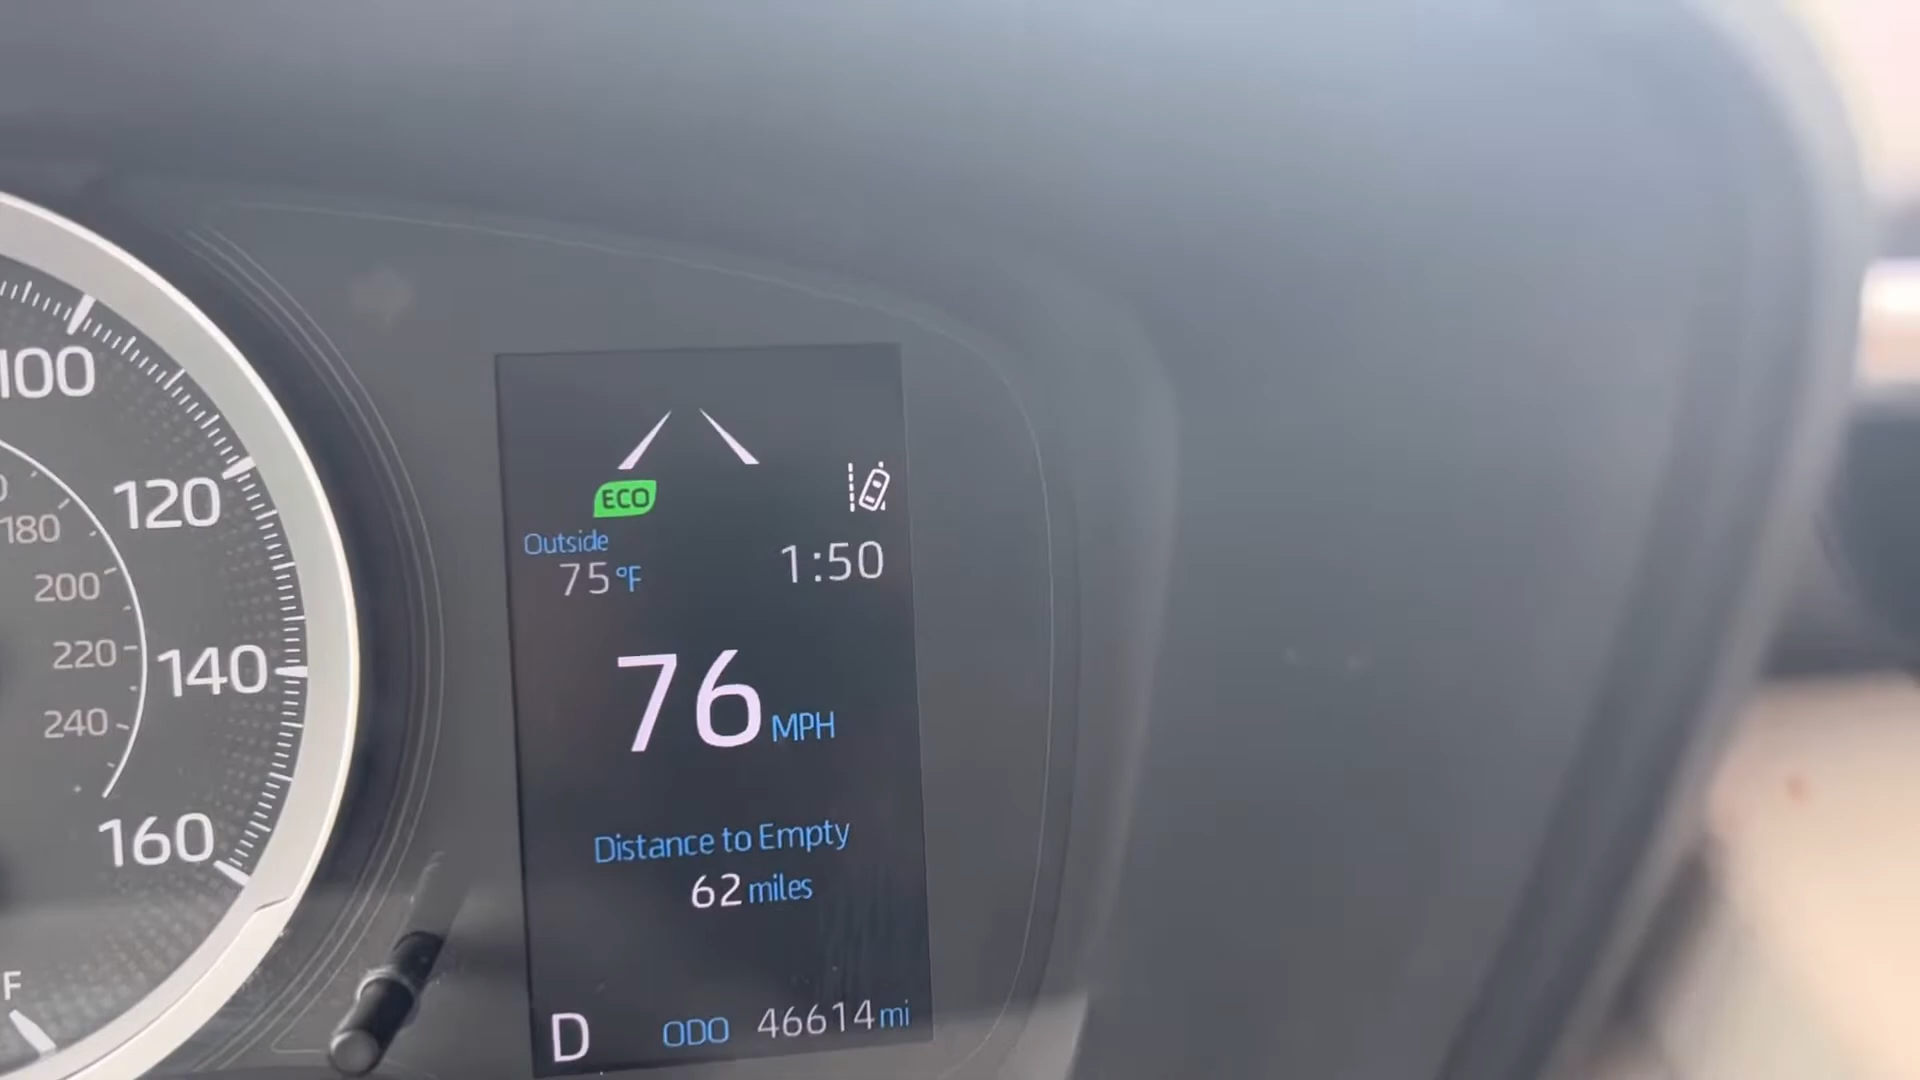 100
120
140
160
180
200
220
240
F
ECO
Outside
75°F
1:50
76 MPH
Distance to Empty
62 miles
D
ODO 46614 mi